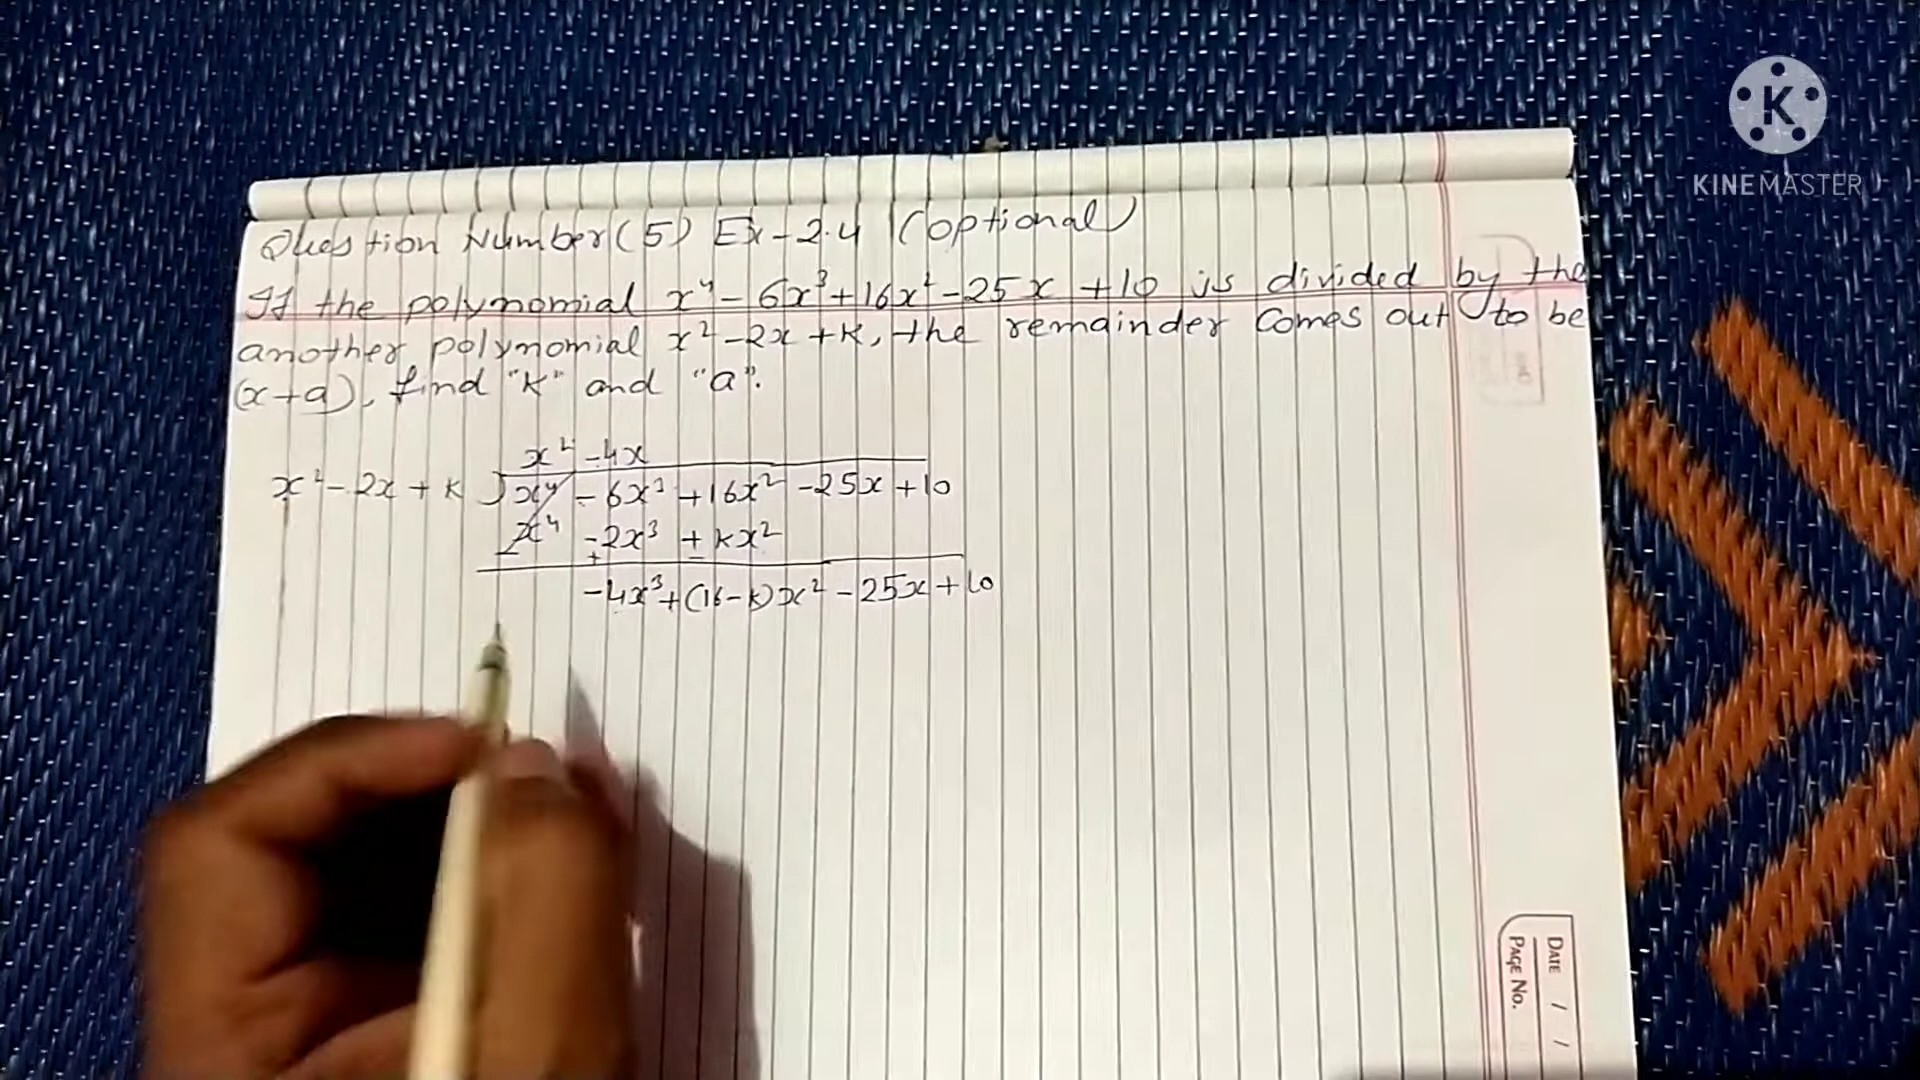 Question Number (5) Ex-2.4 (optional)
If the polynomial x⁴ - 6x³ + 16x² - 25x + 10 is divided by the
another polynomial x² - 2x + k, the remainder comes out to be
(x+a), find "k" and "a".
x² - 4x
x² - 2x + k ) x⁴ - 6x³ + 16x² - 25x + 10
x⁴ - 2x³ + kx²
- + -
-4x³ + (16-k)x² - 25x + 10
K
KINEMASTER
DATE / /
PAGE NO.